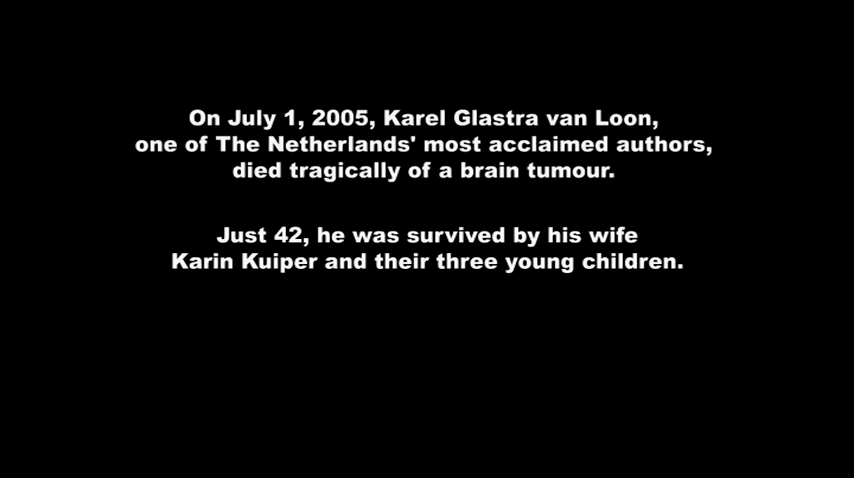 On July 1, 2005, Karel Glastra van Loon,
one of The Netherlands' most acclaimed authors,
died tragically of a brain tumour.
Just 42, he was survived by his wife
Karin Kuiper and their three young children.